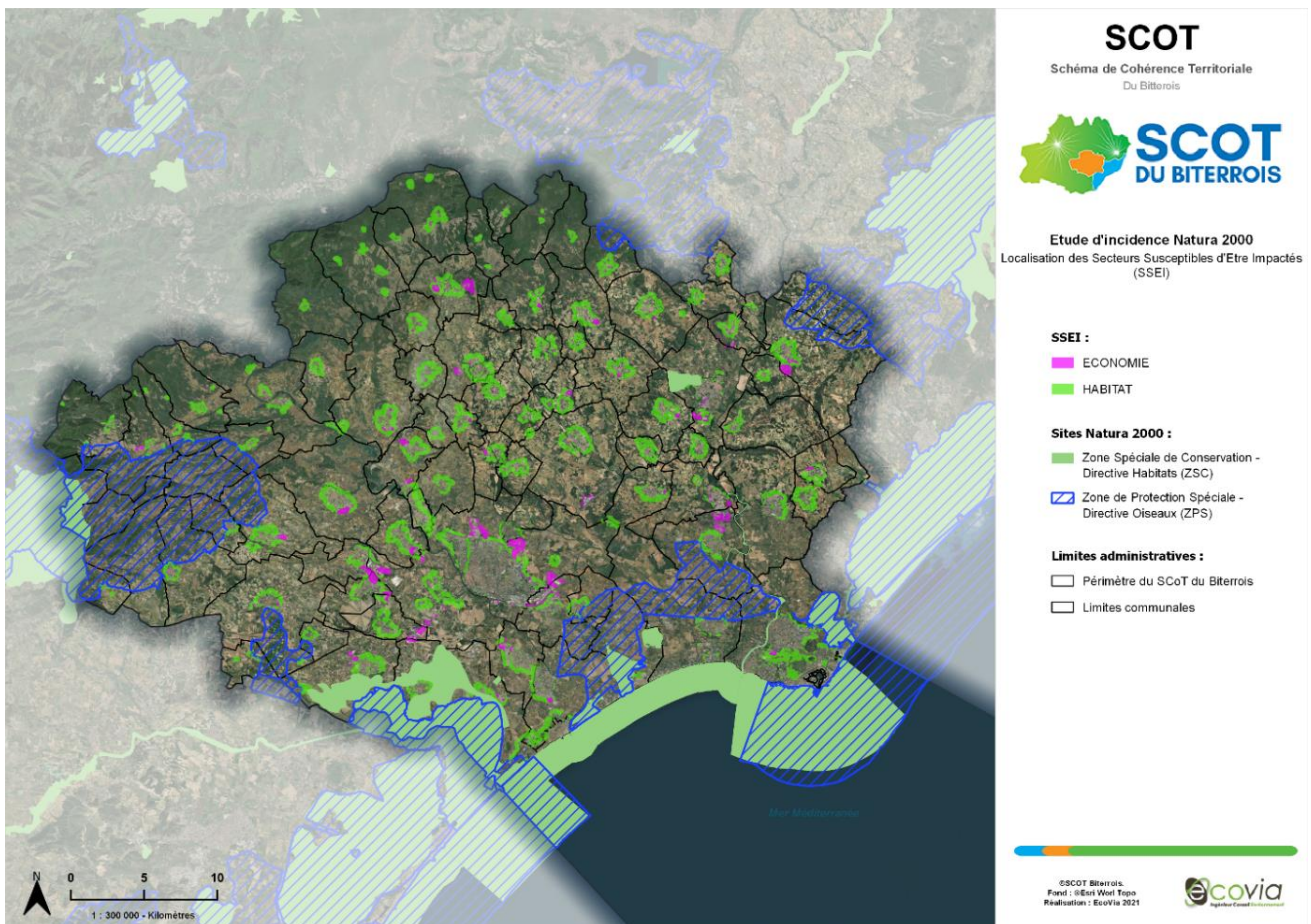 SCOT
Schéma de Cohérence Territoriale
Du Bitterois
SCOT
DU BITERROIS
Etude d'incidence Natura 2000
Localisation des Secteurs Susceptibles d'Etre Impactés
(SSEI)
SSEI :
ECONOMIE
HABITAT
Sites Natura 2000 :
Zone Spéciale de Conservation -
Directive Habitats (ZSC)
Zone de Protection Spéciale -
Directive Oiseaux (ZPS)
Limites administratives :
Périmètre du SCoT du Biterrois
Limites communales
Mer Méditerranée
N
0 5 10
1 : 300 000 - Kilomètres
©SCOT Biterrois.
Fond : ©Esri Worl Topo
Réalisation : EcoVia 2021
ecovia
Ingénieur Conseil Environnement